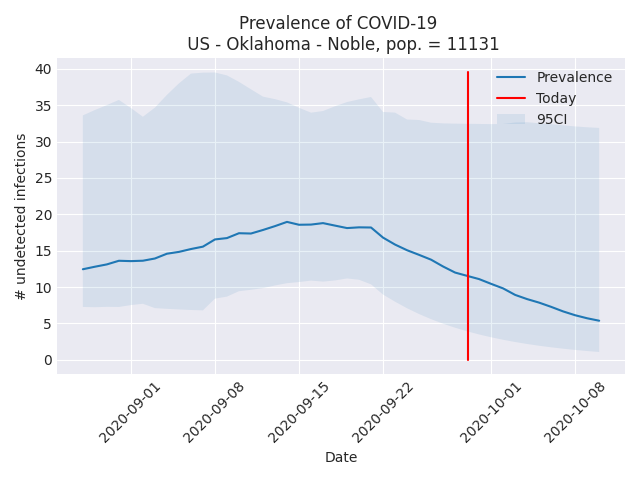 Prevalence of COVID-19
US - Oklahoma - Noble, pop. = 11131
Prevalence
Today
95CI
# undetected infections
40
35
30
25
20
15
10
5
0
2020-09-01
2020-09-08
2020-09-15
2020-09-22
2020-10-01
2020-10-08
Date